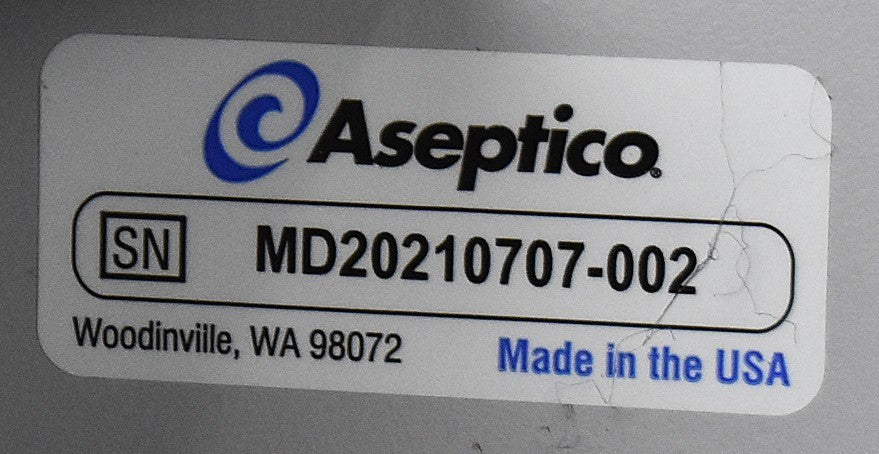 Aseptico®
SN MD20210707-002
Woodinville, WA 98072 Made in the USA